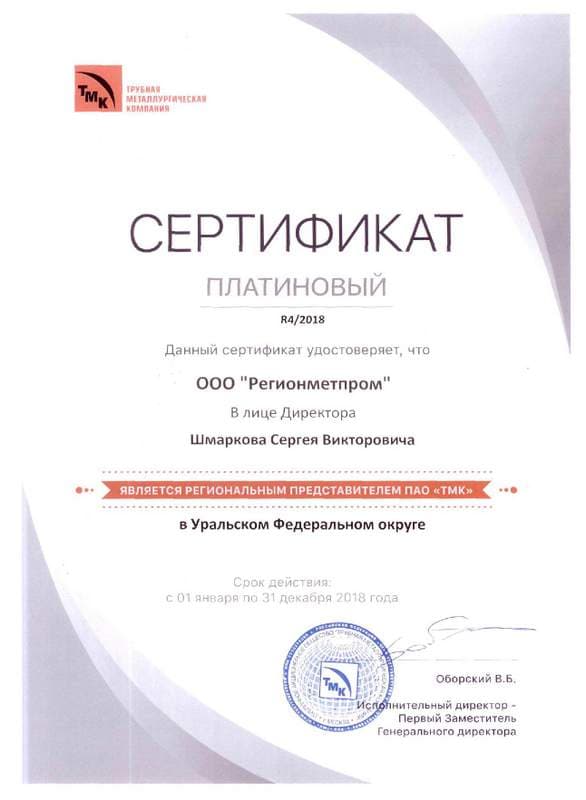 ТМК
ТРУБНАЯ
МЕТАЛЛУРГИЧЕСКАЯ
КОМПАНИЯ
СЕРТИФИКАТ
ПЛАТИНОВЫЙ
R4/2018
Данный сертификат удостоверяет, что
ООО "Регионметпром"
В лице Директора
Шмаркова Сергея Викторовича
ЯВЛЯЕТСЯ РЕГИОНАЛЬНЫМ ПРЕДСТАВИТЕЛЕМ ПАО «ТМК»
в Уральском Федеральном округе
Срок действия:
с 01 января по 31 декабря 2018 года
ТМК
Оборский В.Б.
Исполнительный директор -
Первый Заместитель
Генерального директора